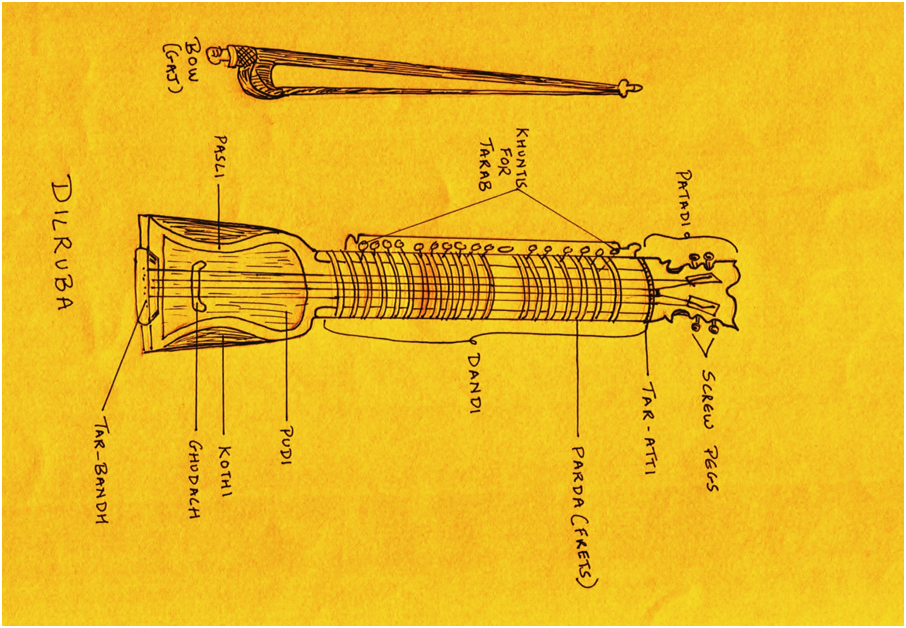 PATADI
SCREW PEGS
TAR-ATTI
PARDA (FRETS)
KHUNTIS
FOR
TARAB
DANDI
PUDI
PASLI
KOTHI
GHUDACH
BOW
(GAJ)
TAR-BANDH
DILRUBA